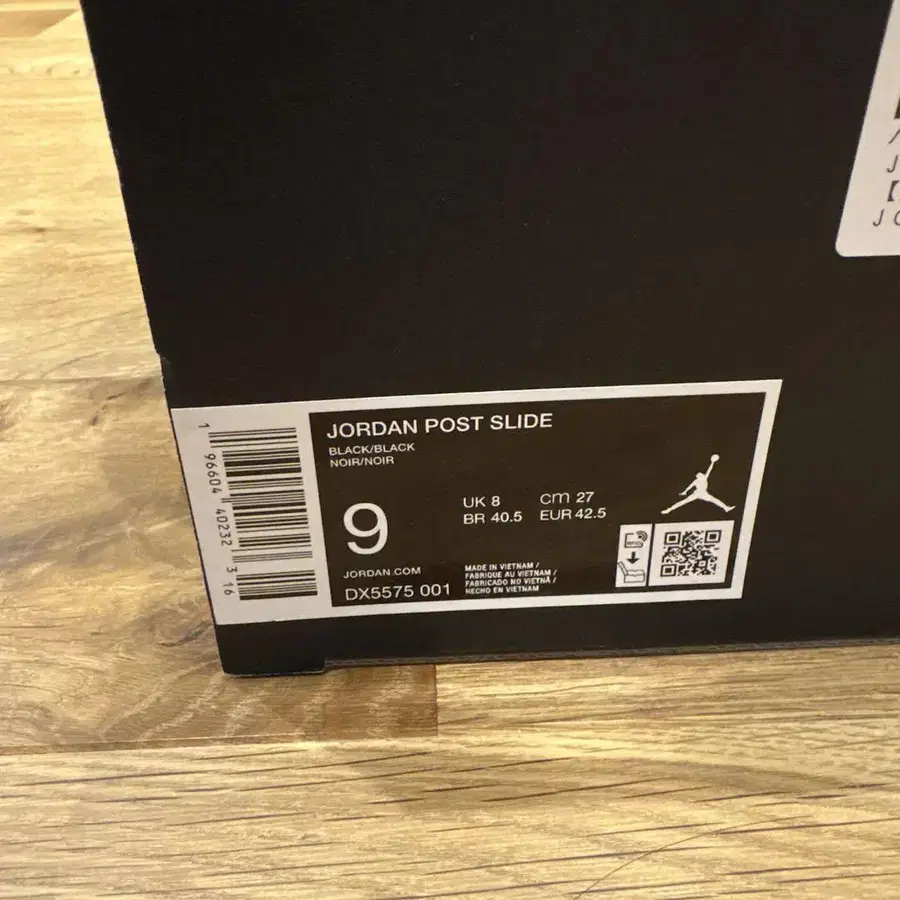 JORDAN POST SLIDE
BLACK/BLACK
NOIR/NOIR
9
UK 8
cm 27
BR 40.5
EUR 42.5
JORDAN.COM
DX5575 001
MADE IN VIETNAM /
FABRIQUE AU VIETNAM /
FABRICADO NO VIETNÃ /
HECHO EN VIETNAM
1 96604 40232 3 16
J
J